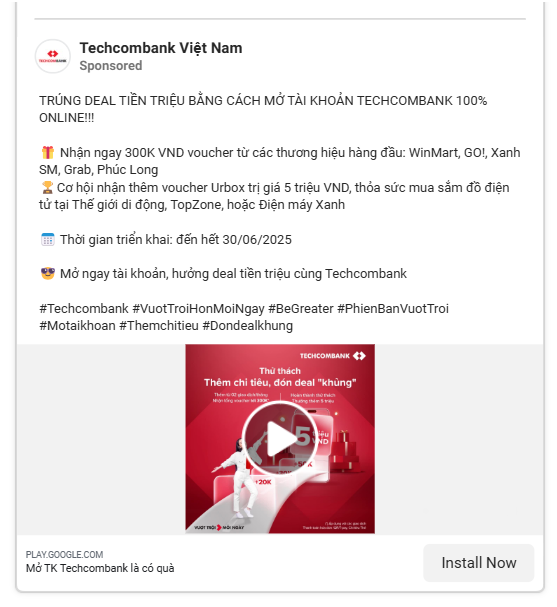 Techcombank Việt Nam
Sponsored
TECHCOMBANK
TRÚNG DEAL TIỀN TRIỆU BẰNG CÁCH MỞ TÀI KHOẢN TECHCOMBANK 100%
ONLINE!!!
🎁 Nhận ngay 300K VND voucher từ các thương hiệu hàng đầu: WinMart, GO!, Xanh
SM, Grab, Phúc Long
🏆Cơ hội nhận thêm voucher Urbox trị giá 5 triệu VND, thỏa sức mua sắm đồ điện
tử tại Thế giới di động, TopZone, hoặc Điện máy Xanh
🗓️ Thời gian triển khai: đến hết 30/06/2025
😎 Mở ngay tài khoản, hưởng deal tiền triệu cùng Techcombank
#Techcombank #VuotTroiHonMoiNgay #BeGreater #PhienBanVuotTroi
#Motaikhoan #Themchitieu #Dondealkhung
TECHCOMBANK
Thử thách
Thêm chi tiêu, đón deal "khủng"
5 triệu
VND
+50K
+20K
VƯỢT TRỘI MỖI NGÀY
PLAY.GOOGLE.COM
Mở TK Techcombank là có quà
Install Now